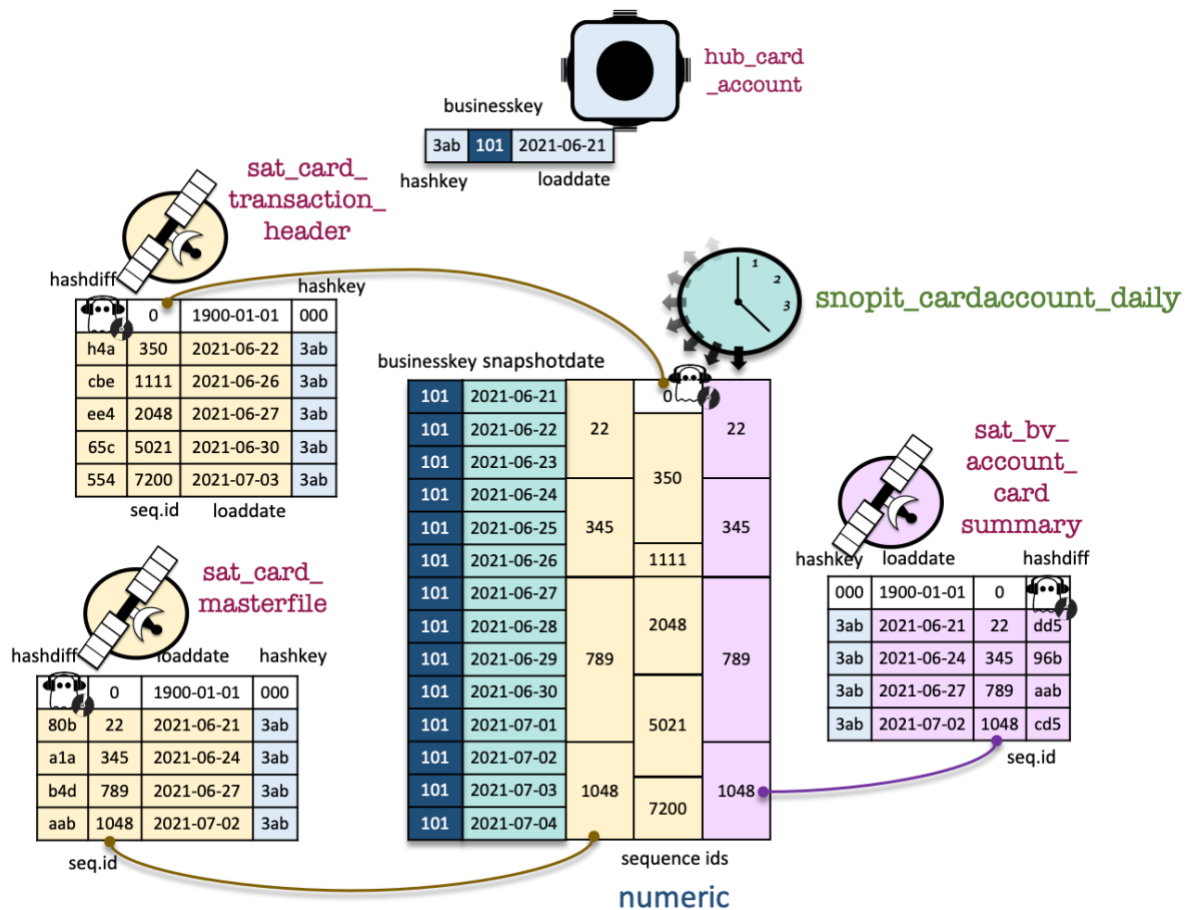 hub_card
_account
businesskey
3ab 101 2021-06-21
hashkey loaddate
sat_card_
transaction_
header
hashdiff hashkey
0 1900-01-01 000
h4a 350 2021-06-22 3ab
cbe 1111 2021-06-26 3ab
ee4 2048 2021-06-27 3ab
65c 5021 2021-06-30 3ab
554 7200 2021-07-03 3ab
seq.id loaddate
1
2
3
snopit_cardaccount_daily
businesskey snapshotdate
101 2021-06-21 22 0 22
101 2021-06-22 350
101 2021-06-23
101 2021-06-24 345 345
101 2021-06-25
101 2021-06-26 1111
101 2021-06-27 789 2048 789
101 2021-06-28
101 2021-06-29
101 2021-06-30 5021
101 2021-07-01
101 2021-07-02 1048 1048
101 2021-07-03 7200
101 2021-07-04
sequence ids
numeric
sat_card_
masterfile
hashdiff loaddate hashkey
0 1900-01-01 000
80b 22 2021-06-21 3ab
a1a 345 2021-06-24 3ab
b4d 789 2021-06-27 3ab
aab 1048 2021-07-02 3ab
seq.id
sat_bv_
account_
card
summary
hashkey loaddate hashdiff
000 1900-01-01 0
3ab 2021-06-21 22 dd5
3ab 2021-06-24 345 96b
3ab 2021-06-27 789 aab
3ab 2021-07-02 1048 cd5
seq.id